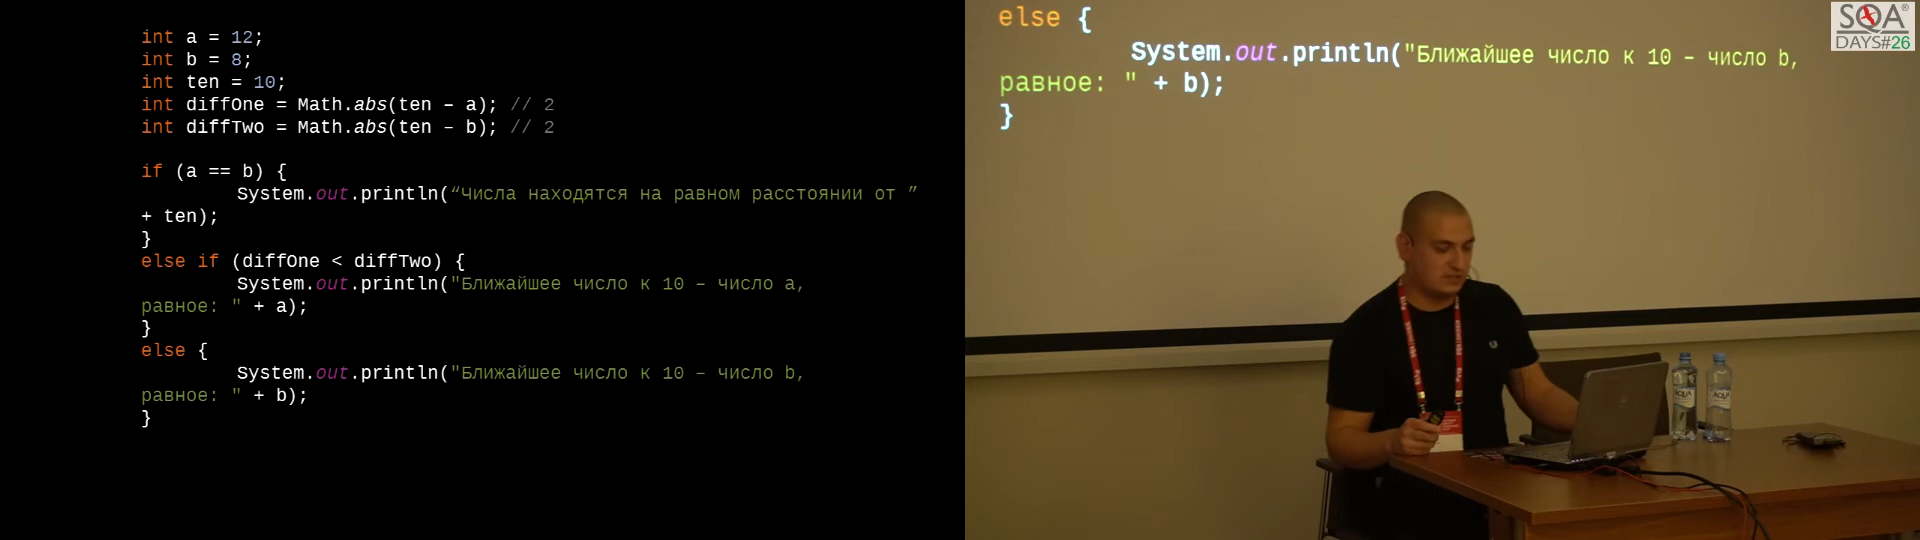 int a = 12;
int b = 8;
int ten = 10;
int diffOne = Math.abs(ten – a); // 2
int diffTwo = Math.abs(ten – b); // 2
if (a == b) {
System.out.println(“Числа находятся на равном расстоянии от ”
+ ten);
}
else if (diffOne < diffTwo) {
System.out.println("Ближайшее число к 10 – число a,
равное: " + a);
}
else {
System.out.println("Ближайшее число к 10 – число b,
равное: " + b);
}
else {
System.out.println("Ближайшее число к 10 – число b,
равное: " + b);
}
SQA®
DAYS#26
AQUA
AQUA